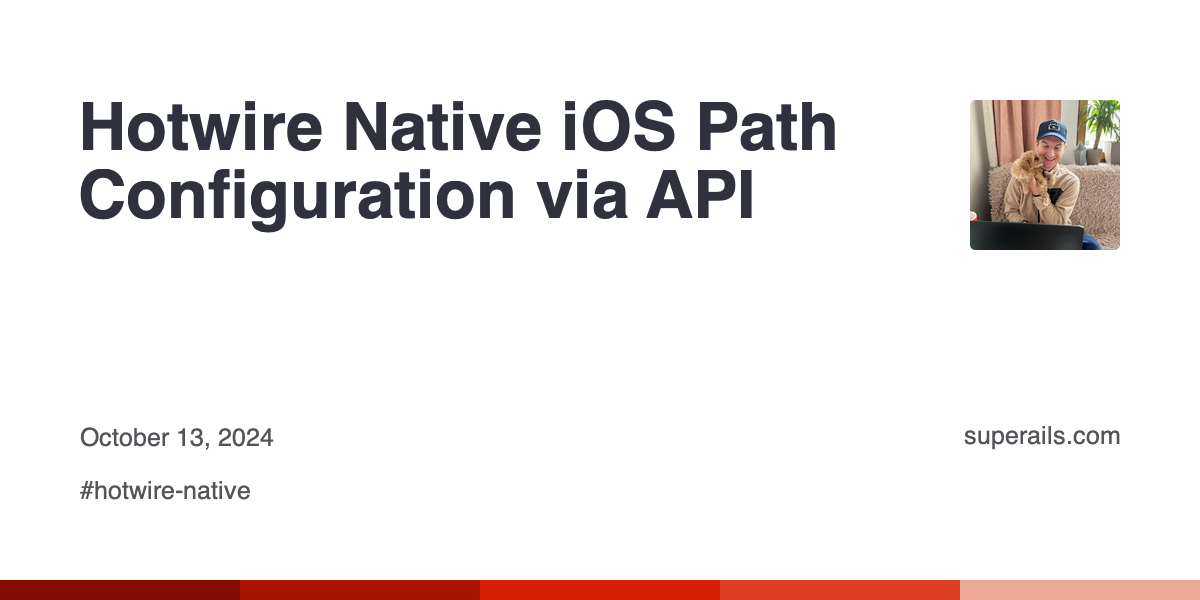 Hotwire Native iOS Path
Configuration via API
October 13, 2024
superails.com
#hotwire-native